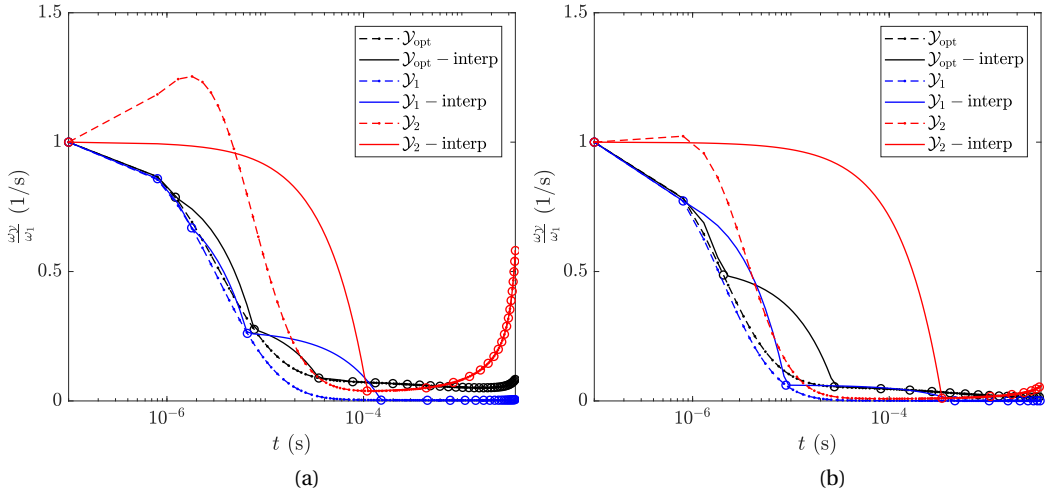 1.5
1
0.5
0
10⁻⁶
10⁻⁴
t (s)
ω𝒴/ω₁ (1/s)
𝒴opt
𝒴opt − interp
𝒴₁
𝒴₁ − interp
𝒴₂
𝒴₂ − interp
(a)
1.5
1
0.5
0
10⁻⁶
10⁻⁴
t (s)
ω𝒴/ω₁ (1/s)
𝒴opt
𝒴opt − interp
𝒴₁
𝒴₁ − interp
𝒴₂
𝒴₂ − interp
(b)